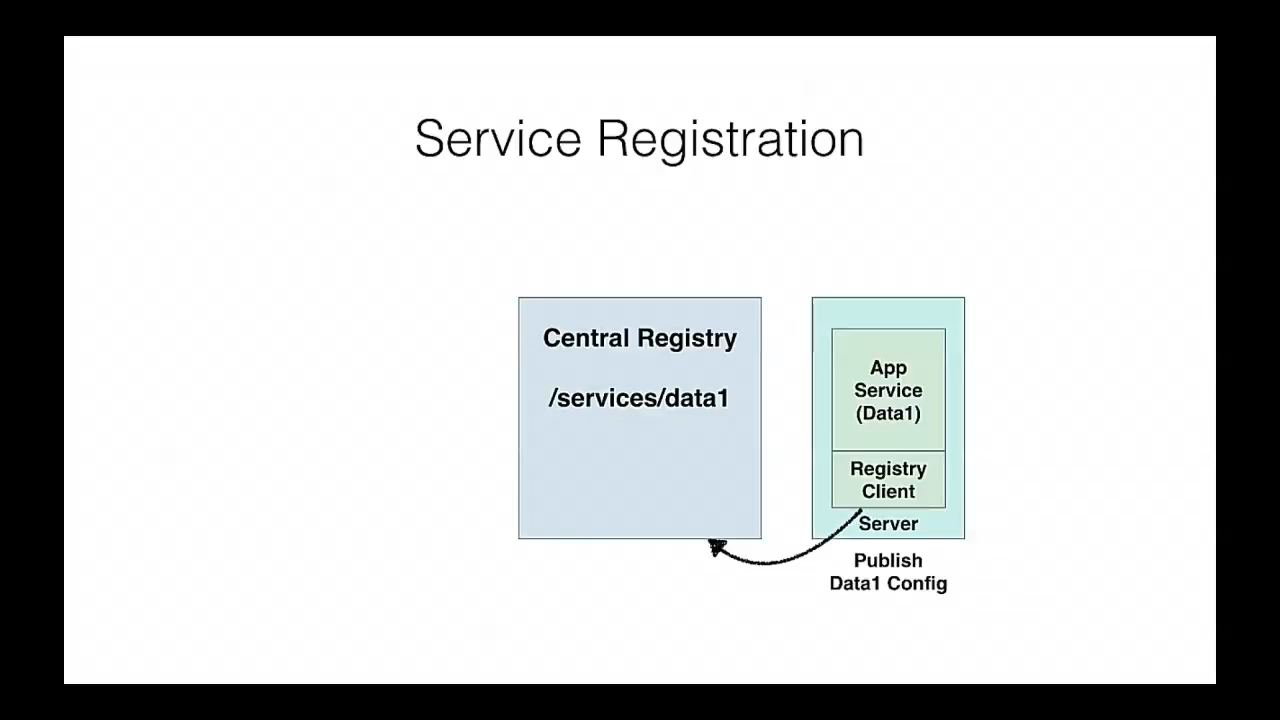 Service Registration
Central Registry
/services/data1
App
Service
(Data1)
Registry
Client
Server
Publish
Data1 Config